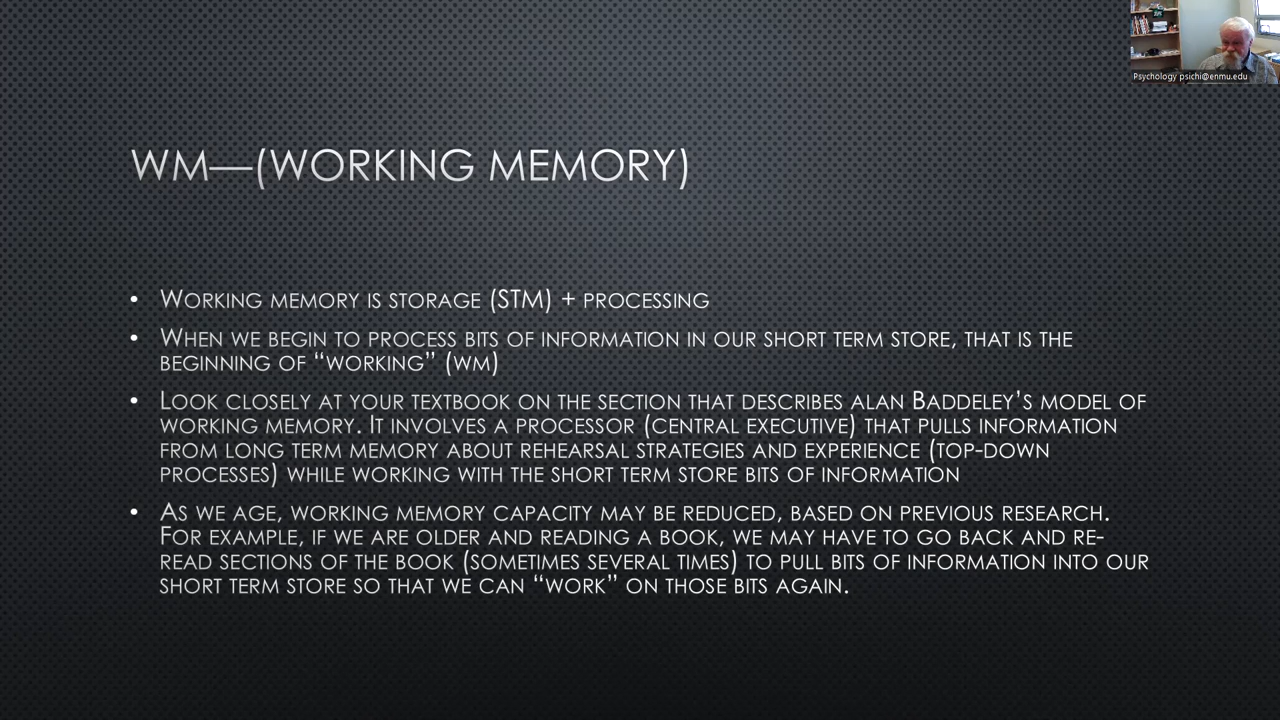 Psychology psichi@enmu.edu
WM—(WORKING MEMORY)
• WORKING MEMORY IS STORAGE (STM) + PROCESSING
• WHEN WE BEGIN TO PROCESS BITS OF INFORMATION IN OUR SHORT TERM STORE, THAT IS THE
BEGINNING OF “WORKING” (WM)
• LOOK CLOSELY AT YOUR TEXTBOOK ON THE SECTION THAT DESCRIBES ALAN BADDELEY’S MODEL OF
WORKING MEMORY. IT INVOLVES A PROCESSOR (CENTRAL EXECUTIVE) THAT PULLS INFORMATION
FROM LONG TERM MEMORY ABOUT REHEARSAL STRATEGIES AND EXPERIENCE (TOP-DOWN
PROCESSES) WHILE WORKING WITH THE SHORT TERM STORE BITS OF INFORMATION
• AS WE AGE, WORKING MEMORY CAPACITY MAY BE REDUCED, BASED ON PREVIOUS RESEARCH.
FOR EXAMPLE, IF WE ARE OLDER AND READING A BOOK, WE MAY HAVE TO GO BACK AND RE-
READ SECTIONS OF THE BOOK (SOMETIMES SEVERAL TIMES) TO PULL BITS OF INFORMATION INTO OUR
SHORT TERM STORE SO THAT WE CAN “WORK” ON THOSE BITS AGAIN.